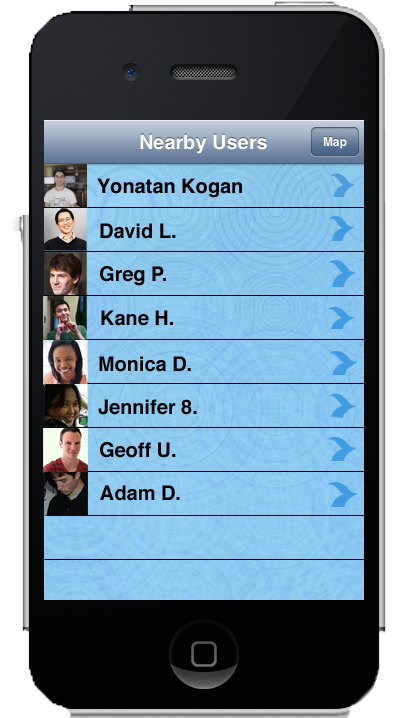 Nearby Users
Map
Yonatan Kogan
David L.
Greg P.
Kane H.
Monica D.
Jennifer 8.
Geoff U.
Adam D.